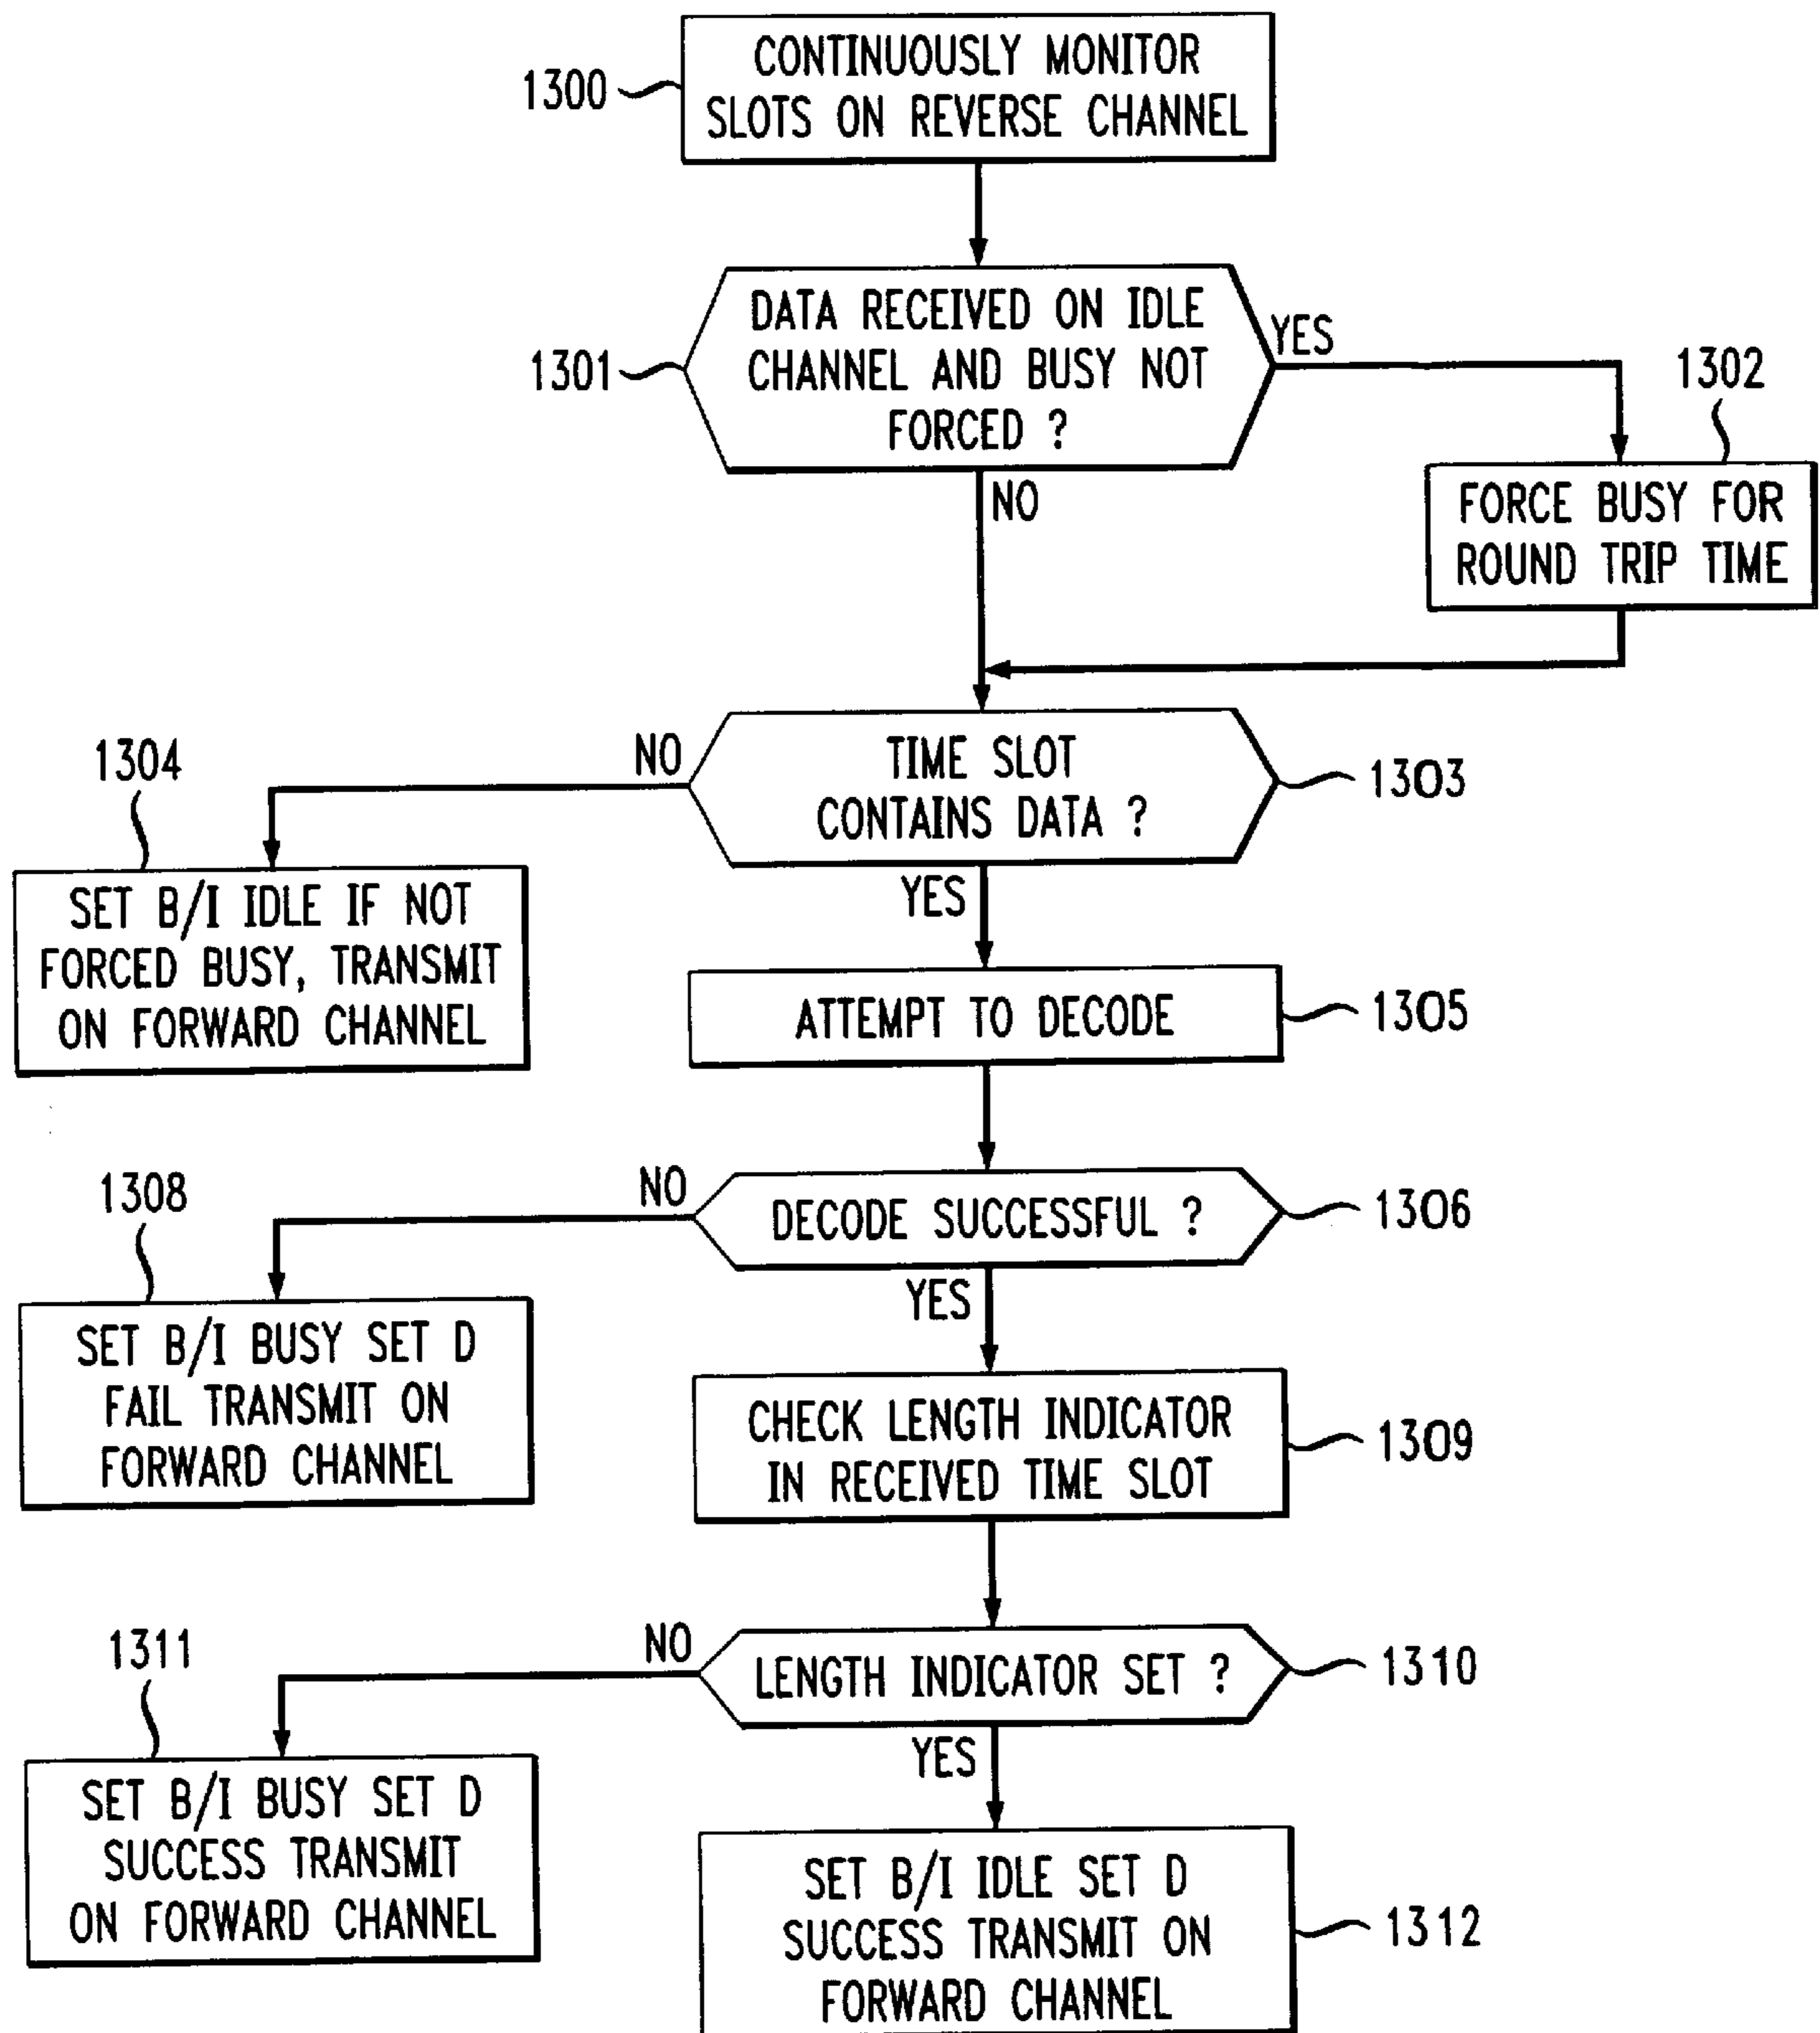 1300
CONTINUOUSLY MONITOR
SLOTS ON REVERSE CHANNEL
1301
DATA RECEIVED ON IDLE
CHANNEL AND BUSY NOT
FORCED ?
YES
NO
1302
FORCE BUSY FOR
ROUND TRIP TIME
1303
TIME SLOT
CONTAINS DATA ?
NO
YES
1304
SET B/I IDLE IF NOT
FORCED BUSY, TRANSMIT
ON FORWARD CHANNEL
ATTEMPT TO DECODE
1305
DECODE SUCCESSFUL ?
1306
NO
YES
1308
SET B/I BUSY SET D
FAIL TRANSMIT ON
FORWARD CHANNEL
CHECK LENGTH INDICATOR
IN RECEIVED TIME SLOT
1309
LENGTH INDICATOR SET ?
1310
NO
YES
1311
SET B/I BUSY SET D
SUCCESS TRANSMIT
ON FORWARD CHANNEL
SET B/I IDLE SET D
SUCCESS TRANSMIT ON
FORWARD CHANNEL
1312